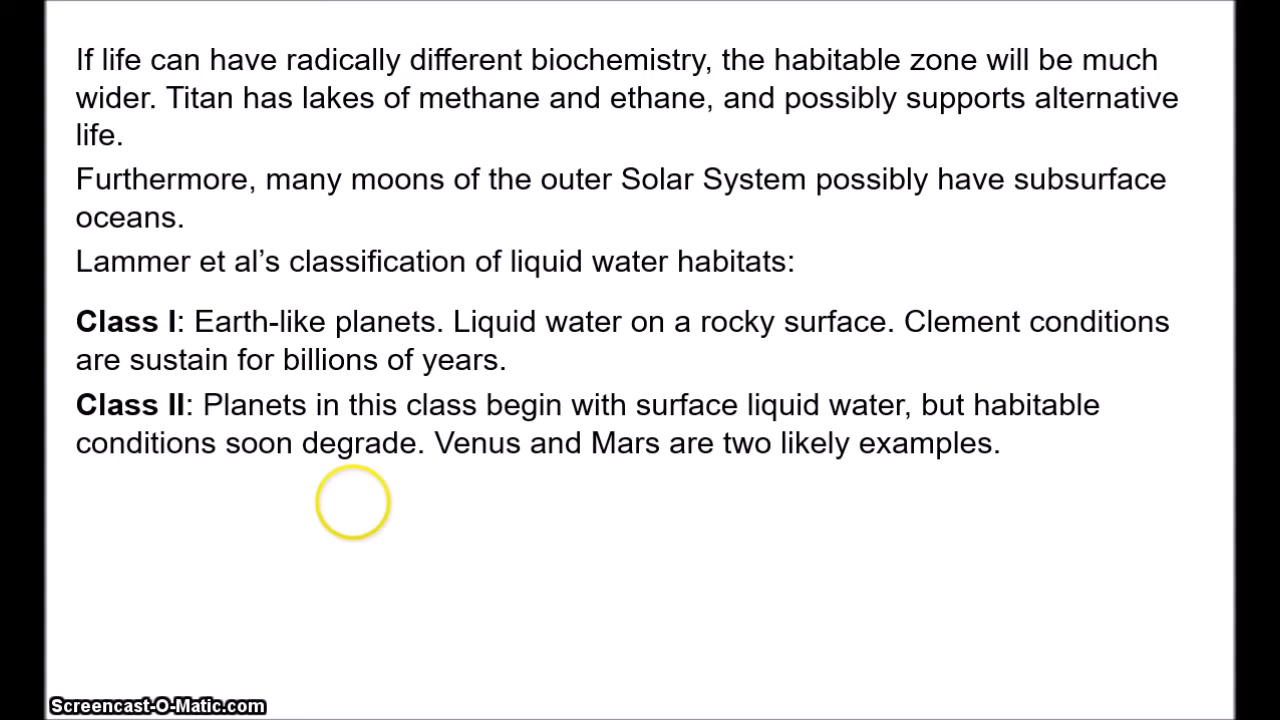 If life can have radically different biochemistry, the habitable zone will be much
wider. Titan has lakes of methane and ethane, and possibly supports alternative
life.
Furthermore, many moons of the outer Solar System possibly have subsurface
oceans.
Lammer et al’s classification of liquid water habitats:
Class I: Earth-like planets. Liquid water on a rocky surface. Clement conditions
are sustain for billions of years.
Class II: Planets in this class begin with surface liquid water, but habitable
conditions soon degrade. Venus and Mars are two likely examples.
Screencast-O-Matic.com